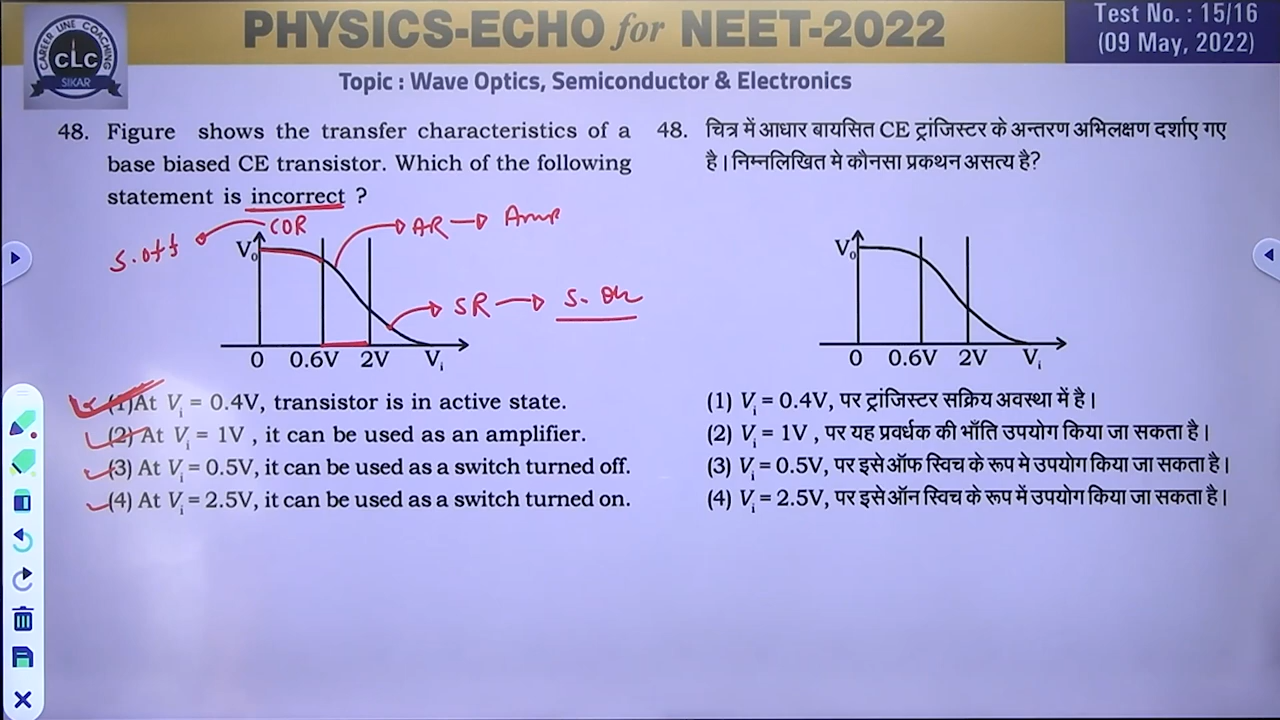 CAREER LINE COACHING
CLC
SIKAR
PHYSICS-ECHO for NEET-2022
Test No. : 15/16
(09 May, 2022)
Topic : Wave Optics, Semiconductor & Electronics
48. Figure shows the transfer characteristics of a
base biased CE transistor. Which of the following
statement is incorrect ?
S.off
COR
AR
Amp
V₀
SR
S. ON
0 0.6V 2V Vᵢ
(1) At Vᵢ = 0.4V, transistor is in active state.
(2) At Vᵢ = 1V , it can be used as an amplifier.
(3) At Vᵢ = 0.5V, it can be used as a switch turned off.
(4) At Vᵢ = 2.5V, it can be used as a switch turned on.
48. चित्र में आधार बायसित CE ट्रांजिस्टर के अन्तरण अभिलक्षण दर्शाए गए
है। निम्नलिखित मे कौनसा प्रकथन असत्य है?
V₀
0 0.6V 2V Vᵢ
(1) Vᵢ = 0.4V, पर ट्रांजिस्टर सक्रिय अवस्था में है।
(2) Vᵢ = 1V , पर यह प्रवर्धक की भाँति उपयोग किया जा सकता है।
(3) Vᵢ = 0.5V, पर इसे ऑफ स्विच के रूप मे उपयोग किया जा सकता है।
(4) Vᵢ = 2.5V, पर इसे ऑन स्विच के रूप में उपयोग किया जा सकता है।